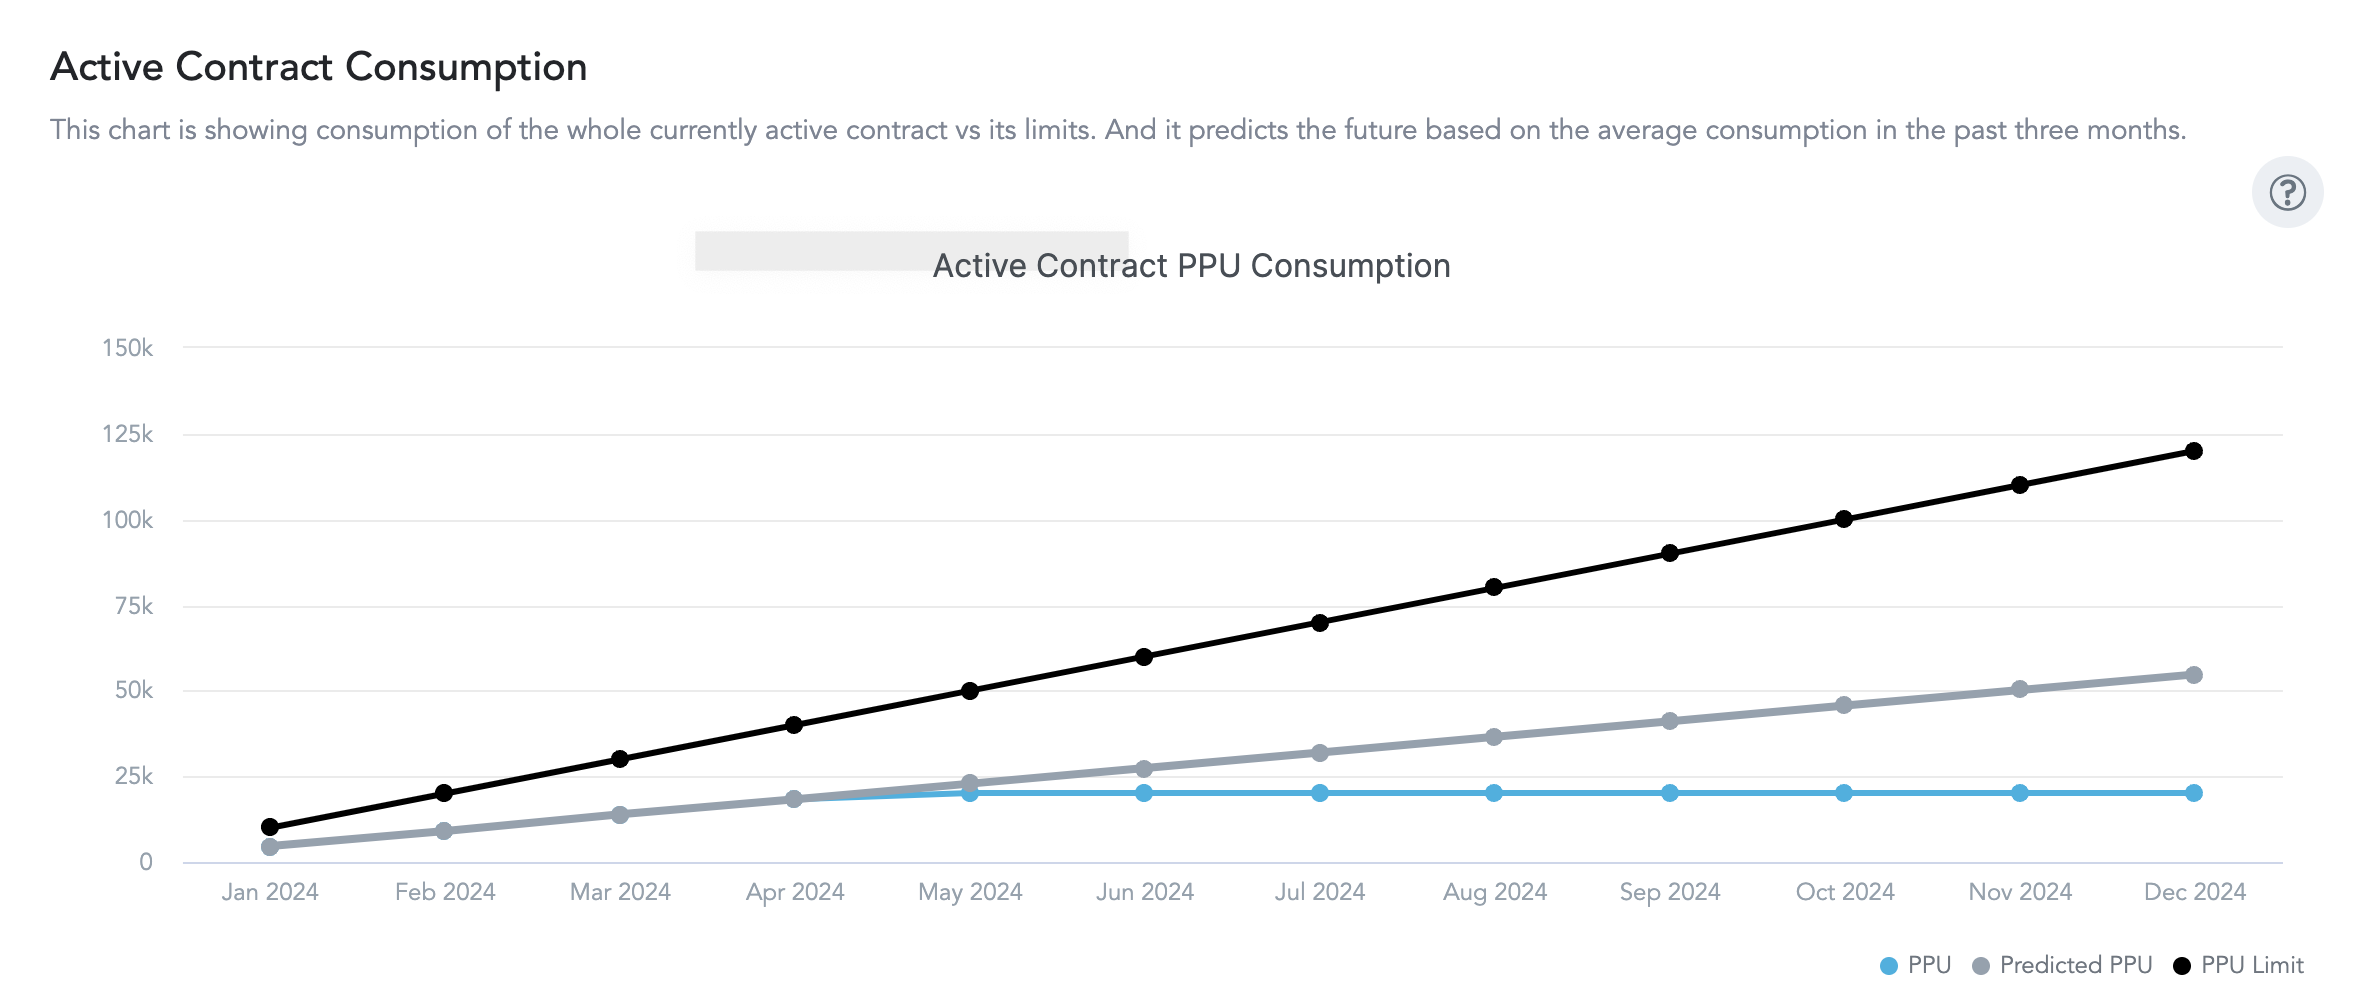 Active Contract Consumption
This chart is showing consumption of the whole currently active contract vs its limits. And it predicts the future based on the average consumption in the past three months.
?
Active Contract PPU Consumption
150k
125k
100k
75k
50k
25k
0
Jan 2024 Feb 2024 Mar 2024 Apr 2024 May 2024 Jun 2024 Jul 2024 Aug 2024 Sep 2024 Oct 2024 Nov 2024 Dec 2024
PPU Predicted PPU PPU Limit